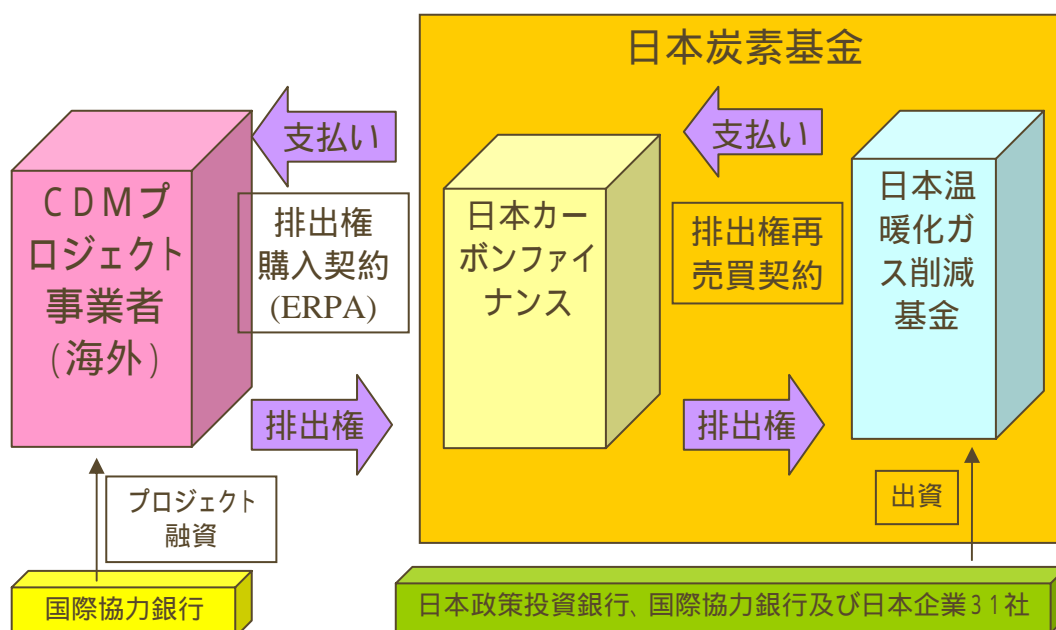 日本炭素基金
支払い
支払い
CDMプ
ロジェクト
事業者
(海外)
排出権
購入契約
(ERPA)
日本カー
ボンファイ
ナンス
排出権再
売買契約
日本温
暖化ガ
ス削減
基金
排出権
排出権
プロジェクト
融資
出資
国際協力銀行
日本政策投資銀行、国際協力銀行及び日本企業31社